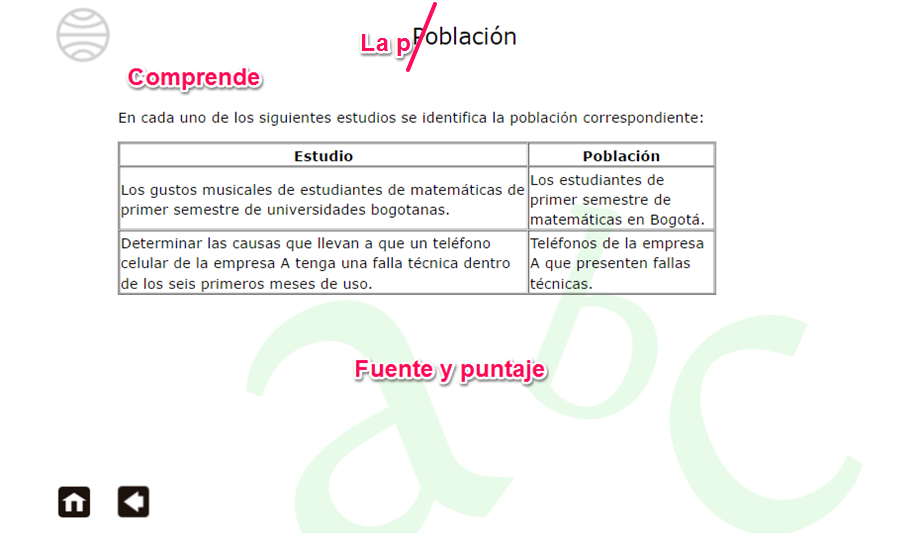 La p
Población
Comprende
En cada uno de los siguientes estudios se identifica la población correspondiente:
Estudio
Población
Los gustos musicales de estudiantes de matemáticas de
primer semestre de universidades bogotanas.
Los estudiantes de
primer semestre de
matemáticas en Bogotá.
Determinar las causas que llevan a que un teléfono
celular de la empresa A tenga una falla técnica dentro
de los seis primeros meses de uso.
Teléfonos de la empresa
A que presenten fallas
técnicas.
Fuente y puntaje
abc